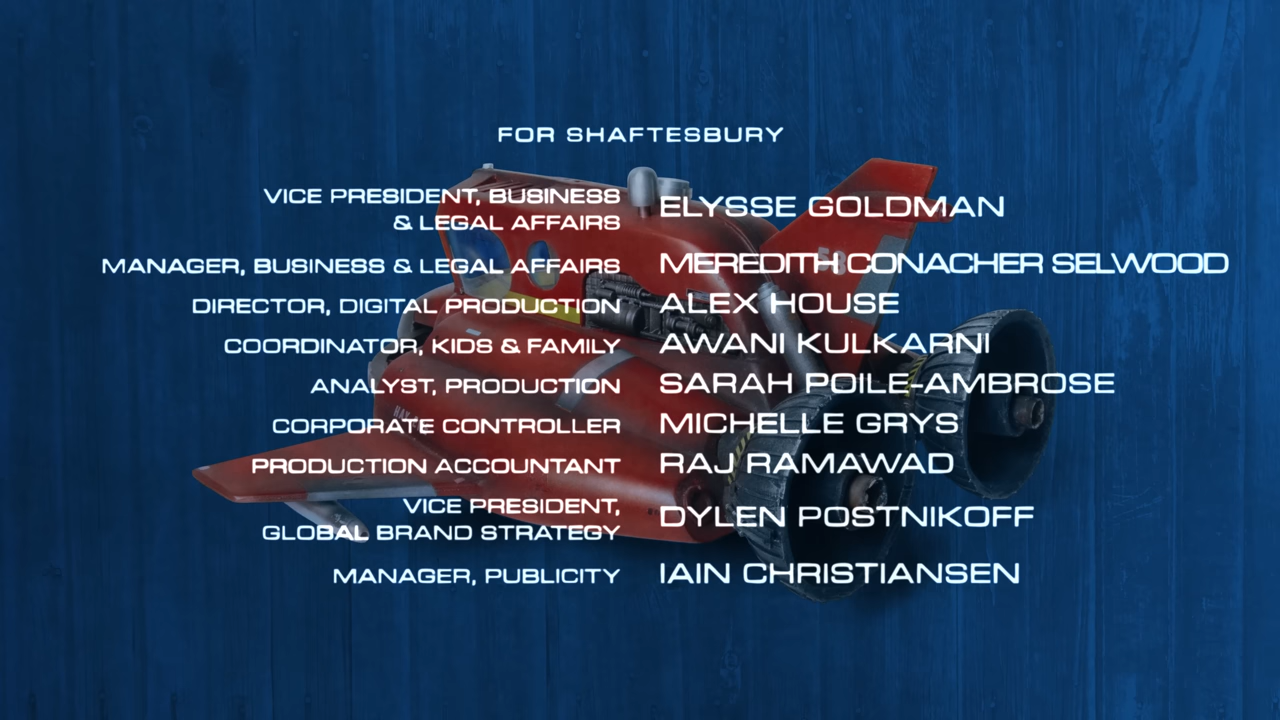 FOR SHAFTESBURY
VICE PRESIDENT, BUSINESS
& LEGAL AFFAIRS ELYSSE GOLDMAN
MANAGER, BUSINESS & LEGAL AFFAIRS MEREDITH CONACHER SELWOOD
DIRECTOR, DIGITAL PRODUCTION ALEX HOUSE
COORDINATOR, KIDS & FAMILY AWANI KULKARNI
ANALYST, PRODUCTION SARAH POILE-AMBROSE
CORPORATE CONTROLLER MICHELLE GRYS
PRODUCTION ACCOUNTANT RAJ RAMAWAD
VICE PRESIDENT,
GLOBAL BRAND STRATEGY DYLEN POSTNIKOFF
MANAGER, PUBLICITY IAIN CHRISTIANSEN